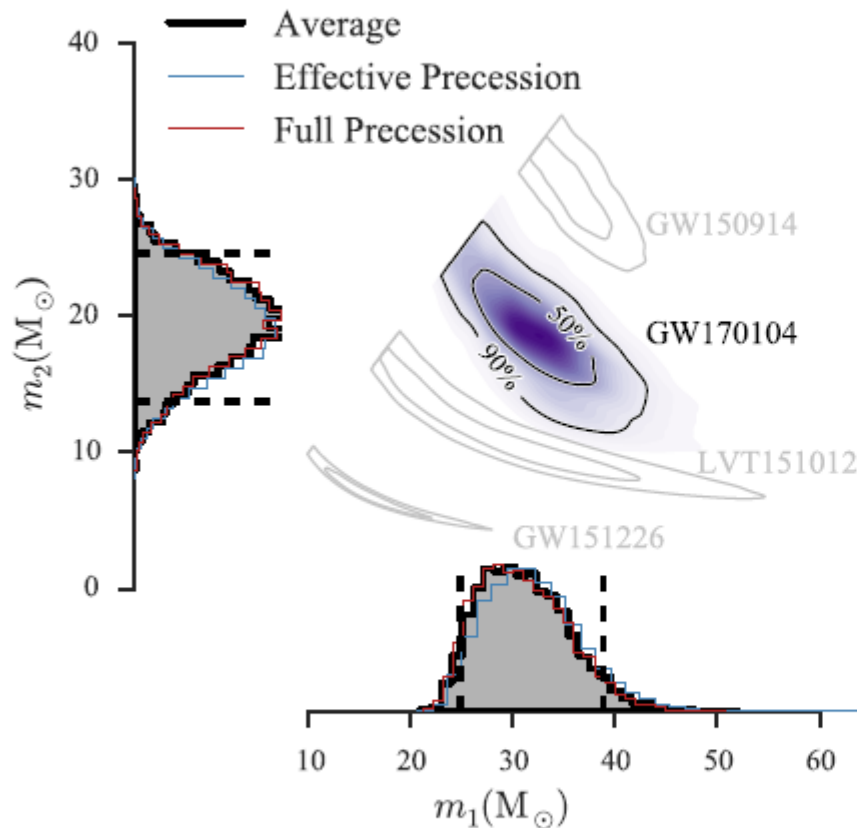 Average
Effective Precession
Full Precession
40
30
20
10
0
m₂(M⊙)
GW150914
GW170104
50%
90%
LVT151012
GW151226
10 20 30 40 50 60
m₁(M⊙)